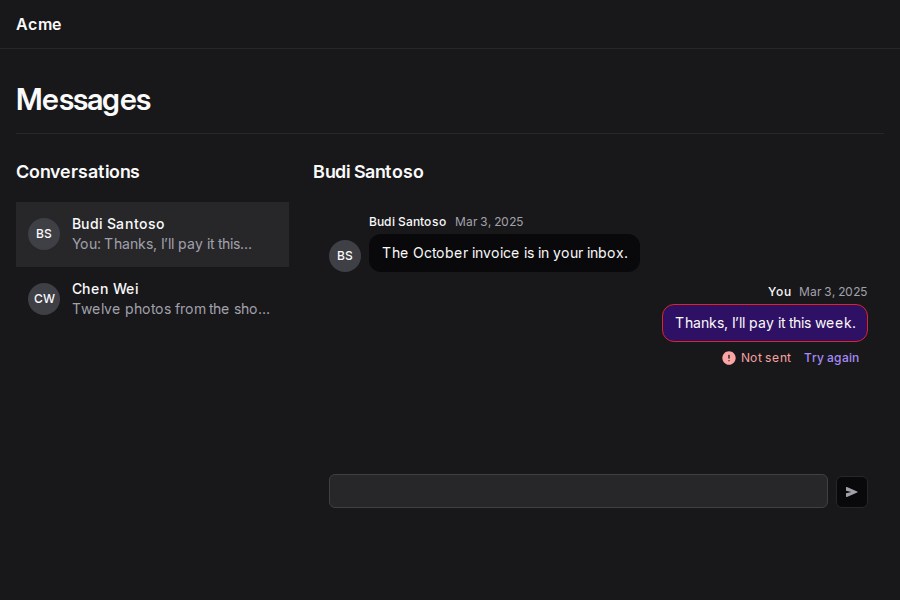 Acme
Messages
Conversations
BS
Budi Santoso
You: Thanks, I’ll pay it this…
CW
Chen Wei
Twelve photos from the sho…
Budi Santoso
Budi Santoso Mar 3, 2025
BS
The October invoice is in your inbox.
You Mar 3, 2025
Thanks, I’ll pay it this week.
Not sent Try again